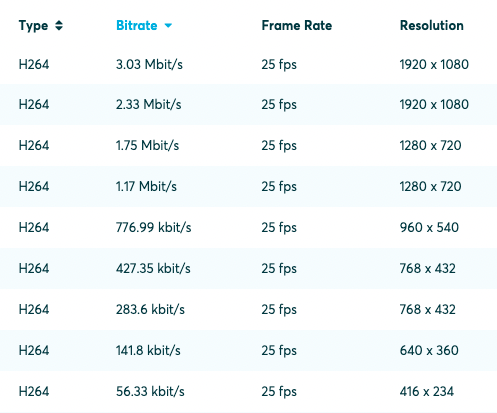 Type Bitrate Frame Rate Resolution
H264 3.03 Mbit/s 25 fps 1920 x 1080
H264 2.33 Mbit/s 25 fps 1920 x 1080
H264 1.75 Mbit/s 25 fps 1280 x 720
H264 1.17 Mbit/s 25 fps 1280 x 720
H264 776.99 kbit/s 25 fps 960 x 540
H264 427.35 kbit/s 25 fps 768 x 432
H264 283.6 kbit/s 25 fps 768 x 432
H264 141.8 kbit/s 25 fps 640 x 360
H264 56.33 kbit/s 25 fps 416 x 234